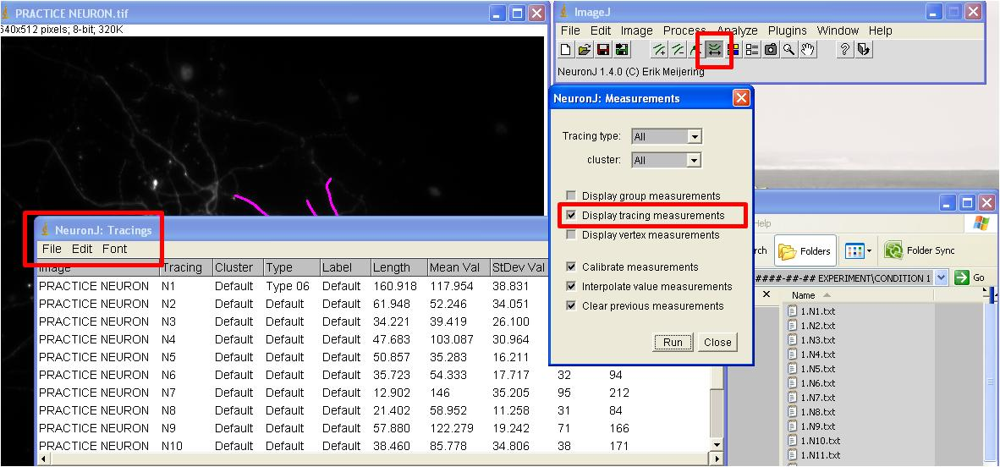 PRACTICE NEURON.tif
640x512 pixels; 8-bit; 320K
ImageJ
File Edit Image Process Analyze Plugins Window Help
NeuronJ 1.4.0 (C) Erik Meijering
NeuronJ: Measurements
Tracing type: All
cluster: All
Display group measurements
Display tracing measurements
Display vertex measurements
Calibrate measurements
Interpolate value measurements
Clear previous measurements
Run Close
NeuronJ: Tracings
File Edit Font
Image Tracing Cluster Type Label Length Mean Val StDev Val
PRACTICE NEURON N1 Default Type 06 Default 160.918 117.954 38.831
PRACTICE NEURON N2 Default Default Default 61.948 52.246 34.051
PRACTICE NEURON N3 Default Default Default 34.221 39.419 26.100
PRACTICE NEURON N4 Default Default Default 47.683 103.087 30.964
PRACTICE NEURON N5 Default Default Default 50.857 35.283 16.211
PRACTICE NEURON N6 Default Default Default 35.723 54.333 17.717 32 94
PRACTICE NEURON N7 Default Default Default 12.902 146 35.205 95 212
PRACTICE NEURON N8 Default Default Default 21.402 58.952 11.258 31 84
PRACTICE NEURON N9 Default Default Default 57.880 122.279 19.242 71 166
PRACTICE NEURON N10 Default Default Default 38.460 85.778 34.806 38 171
Help
rch Folders Folder Sync
####-##-## EXPERIMENT\CONDITION 1 Go
Name
1.N1.txt
1.N2.txt
1.N3.txt
1.N4.txt
1.N5.txt
1.N6.txt
1.N7.txt
1.N8.txt
1.N9.txt
1.N10.txt
1.N11.txt